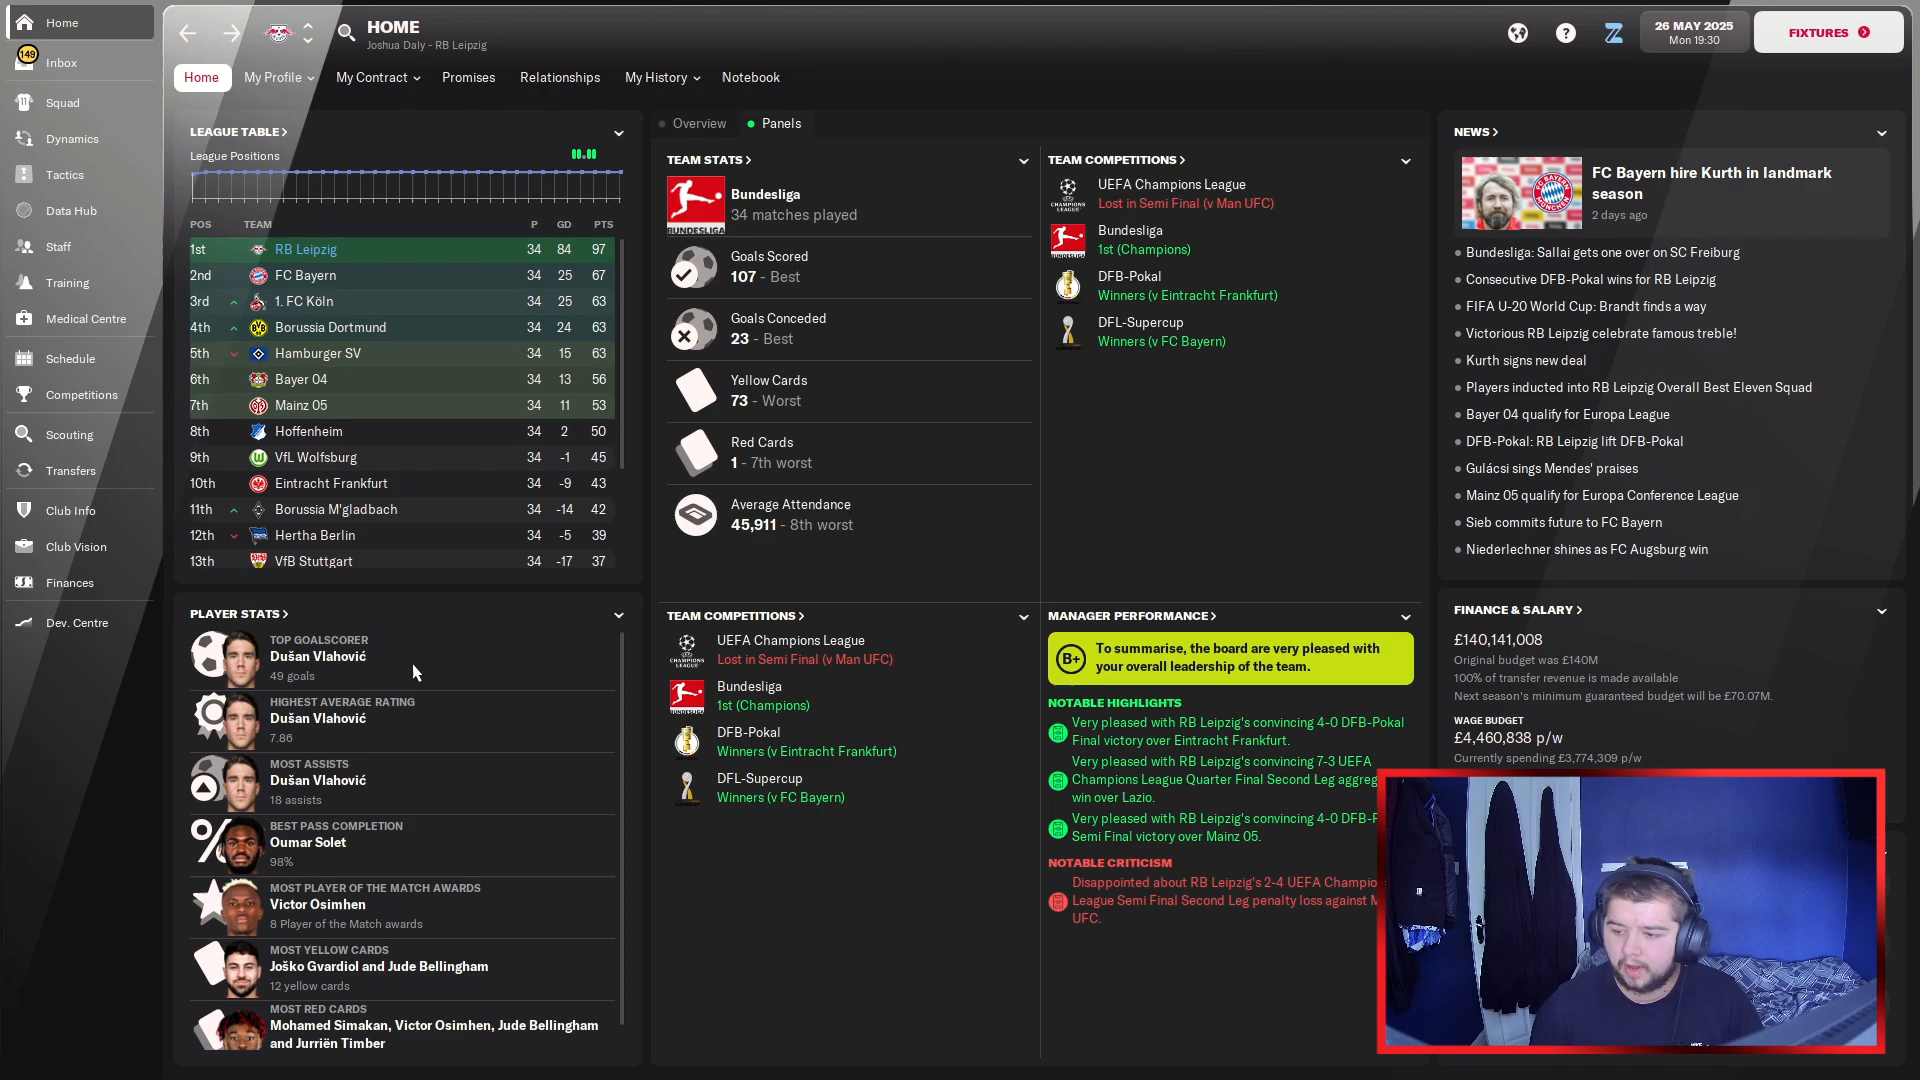 Home
149
Inbox
Squad
Dynamics
Tactics
Data Hub
Staff
Training
Medical Centre
Schedule
Competitions
Scouting
Transfers
Club Info
Club Vision
Finances
Dev. Centre
HOME
Joshua Daly - RB Leipzig
26 MAY 2025
Mon 19:30
FIXTURES
Home
My Profile
My Contract
Promises
Relationships
My History
Notebook
LEAGUE TABLE >
League Positions
POS TEAM P GD PTS
1st RB Leipzig 34 84 97
2nd FC Bayern 34 25 67
3rd 1. FC Köln 34 25 63
4th Borussia Dortmund 34 24 63
5th Hamburger SV 34 15 63
6th Bayer 04 34 13 56
7th Mainz 05 34 11 53
8th Hoffenheim 34 2 50
9th VfL Wolfsburg 34 -1 45
10th Eintracht Frankfurt 34 -9 43
11th Borussia M'gladbach 34 -14 42
12th Hertha Berlin 34 -5 39
13th VfB Stuttgart 34 -17 37
PLAYER STATS >
TOP GOALSCORER
Dušan Vlahović
49 goals
HIGHEST AVERAGE RATING
Dušan Vlahović
7.86
MOST ASSISTS
Dušan Vlahović
18 assists
BEST PASS COMPLETION
Oumar Solet
98%
MOST PLAYER OF THE MATCH AWARDS
Victor Osimhen
8 Player of the Match awards
MOST YELLOW CARDS
Joško Gvardiol and Jude Bellingham
12 yellow cards
MOST RED CARDS
Mohamed Simakan, Victor Osimhen, Jude Bellingham
and Jurriën Timber
Overview
Panels
TEAM STATS >
BUNDESLIGA
Bundesliga
34 matches played
Goals Scored
107 - Best
Goals Conceded
23 - Best
Yellow Cards
73 - Worst
Red Cards
1 - 7th worst
Average Attendance
45,911 - 8th worst
TEAM COMPETITIONS >
UEFA Champions League
Lost in Semi Final (v Man UFC)
Bundesliga
1st (Champions)
DFB-Pokal
Winners (v Eintracht Frankfurt)
DFL-Supercup
Winners (v FC Bayern)
TEAM COMPETITIONS >
UEFA Champions League
Lost in Semi Final (v Man UFC)
Bundesliga
1st (Champions)
DFB-Pokal
Winners (v Eintracht Frankfurt)
DFL-Supercup
Winners (v FC Bayern)
MANAGER PERFORMANCE >
B+
To summarise, the board are very pleased with
your overall leadership of the team.
NOTABLE HIGHLIGHTS
Very pleased with RB Leipzig's convincing 4-0 DFB-Pokal
Final victory over Eintracht Frankfurt.
Very pleased with RB Leipzig's convincing 7-3 UEFA
Champions League Quarter Final Second Leg aggreg
win over Lazio.
Very pleased with RB Leipzig's convincing 4-0 DFB-P
Semi Final victory over Mainz 05.
NOTABLE CRITICISM
Disappointed about RB Leipzig's 2-4 UEFA Champio
League Semi Final Second Leg penalty loss against M
UFC.
NEWS >
FC Bayern hire Kurth in landmark
season
2 days ago
Bundesliga: Sallai gets one over on SC Freiburg
Consecutive DFB-Pokal wins for RB Leipzig
FIFA U-20 World Cup: Brandt finds a way
Victorious RB Leipzig celebrate famous treble!
Kurth signs new deal
Players inducted into RB Leipzig Overall Best Eleven Squad
Bayer 04 qualify for Europa League
DFB-Pokal: RB Leipzig lift DFB-Pokal
Gulácsi sings Mendes' praises
Mainz 05 qualify for Europa Conference League
Sieb commits future to FC Bayern
Niederlechner shines as FC Augsburg win
FINANCE & SALARY >
£140,141,008
Original budget was £140M
100% of transfer revenue is made available
Next season's minimum guaranteed budget will be £70.07M.
WAGE BUDGET
£4,460,838 p/w
Currently spending £3,774,309 p/w